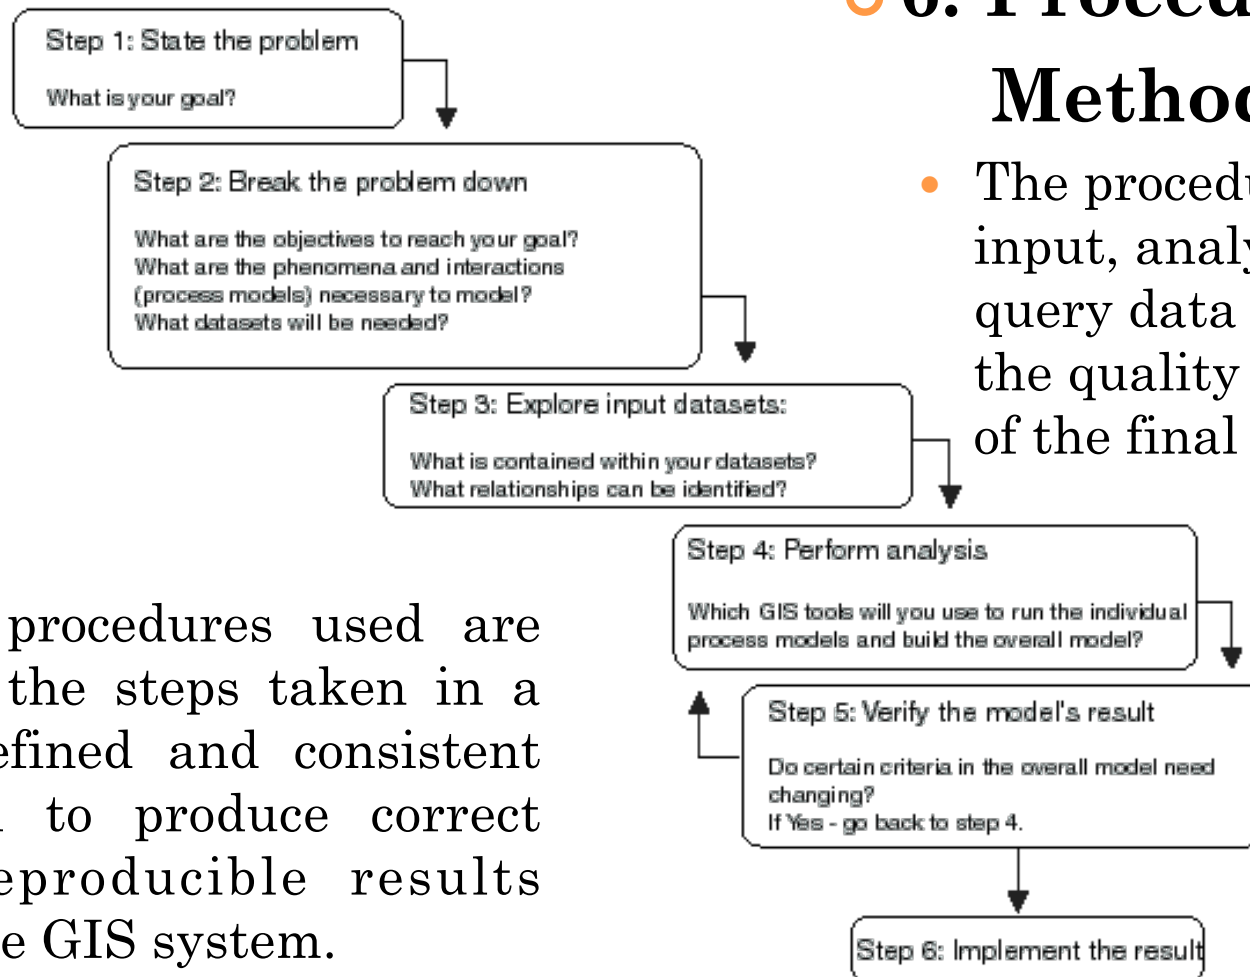 Step 1: State the problem
What is your goal?
Step 2: Break the problem down
What are the objectives to reach your goal?
What are the phenomena and interactions
(process models) necessary to model?
What datasets will be needed?
Step 3: Explore input datasets:
What is contained within your datasets?
What relationships can be identified?
Step 4: Perform analysis
Which GIS tools will you use to run the individual
process models and build the overall model?
Step 5: Verify the model's result
Do certain criteria in the overall model need
changing?
If Yes - go back to step 4.
Step 6: Implement the result
The
input,
query data
the quality
of the final
procedures used are
the steps taken in a
and consistent
to produce correct
results
GIS system.